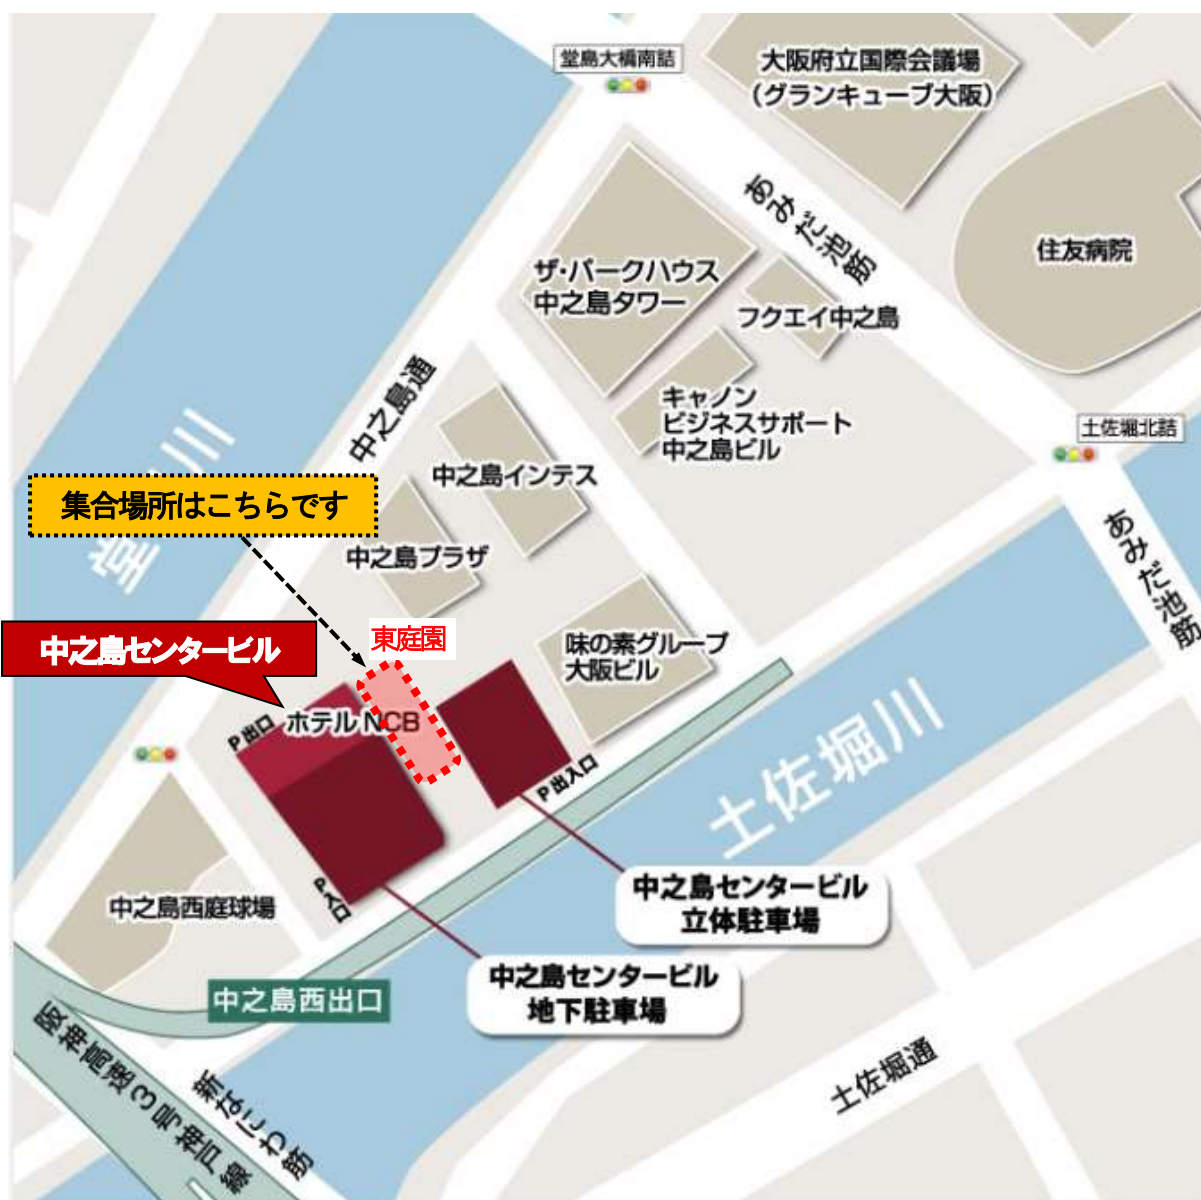 堂島大橋南詰
大阪府立国際会議場
（グランキューブ大阪）
あみだ池筋
住友病院
ザ・パークハウス
中之島タワー
フクエイ中之島
中之島通
キャノン
ビジネスサポート
中之島ビル
土佐堀北詰
堂島川
中之島インテス
集合場所はこちらです
中之島プラザ
あみだ池筋
東庭園
味の素グループ
大阪ビル
中之島センタービル
P出口
ホテルNCB
P出入口
土佐堀川
中之島センタービル
立体駐車場
P入口
中之島西庭球場
中之島センタービル
地下駐車場
中之島西出口
阪神高速3号神戸線
新なにわ筋
土佐堀通